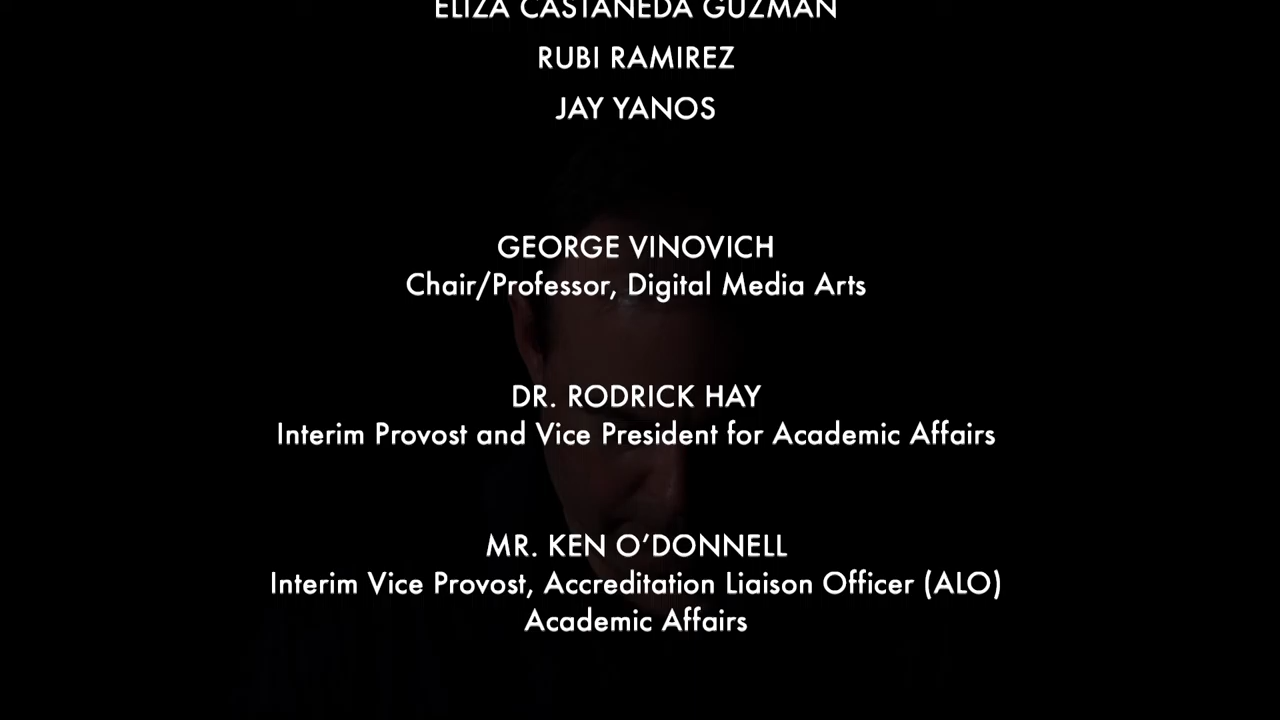 ELIZA CASTANEDA GUZMAN
RUBI RAMIREZ
JAY YANOS
GEORGE VINOVICH
Chair/Professor, Digital Media Arts
DR. RODRICK HAY
Interim Provost and Vice President for Academic Affairs
MR. KEN O’DONNELL
Interim Vice Provost, Accreditation Liaison Officer (ALO)
Academic Affairs